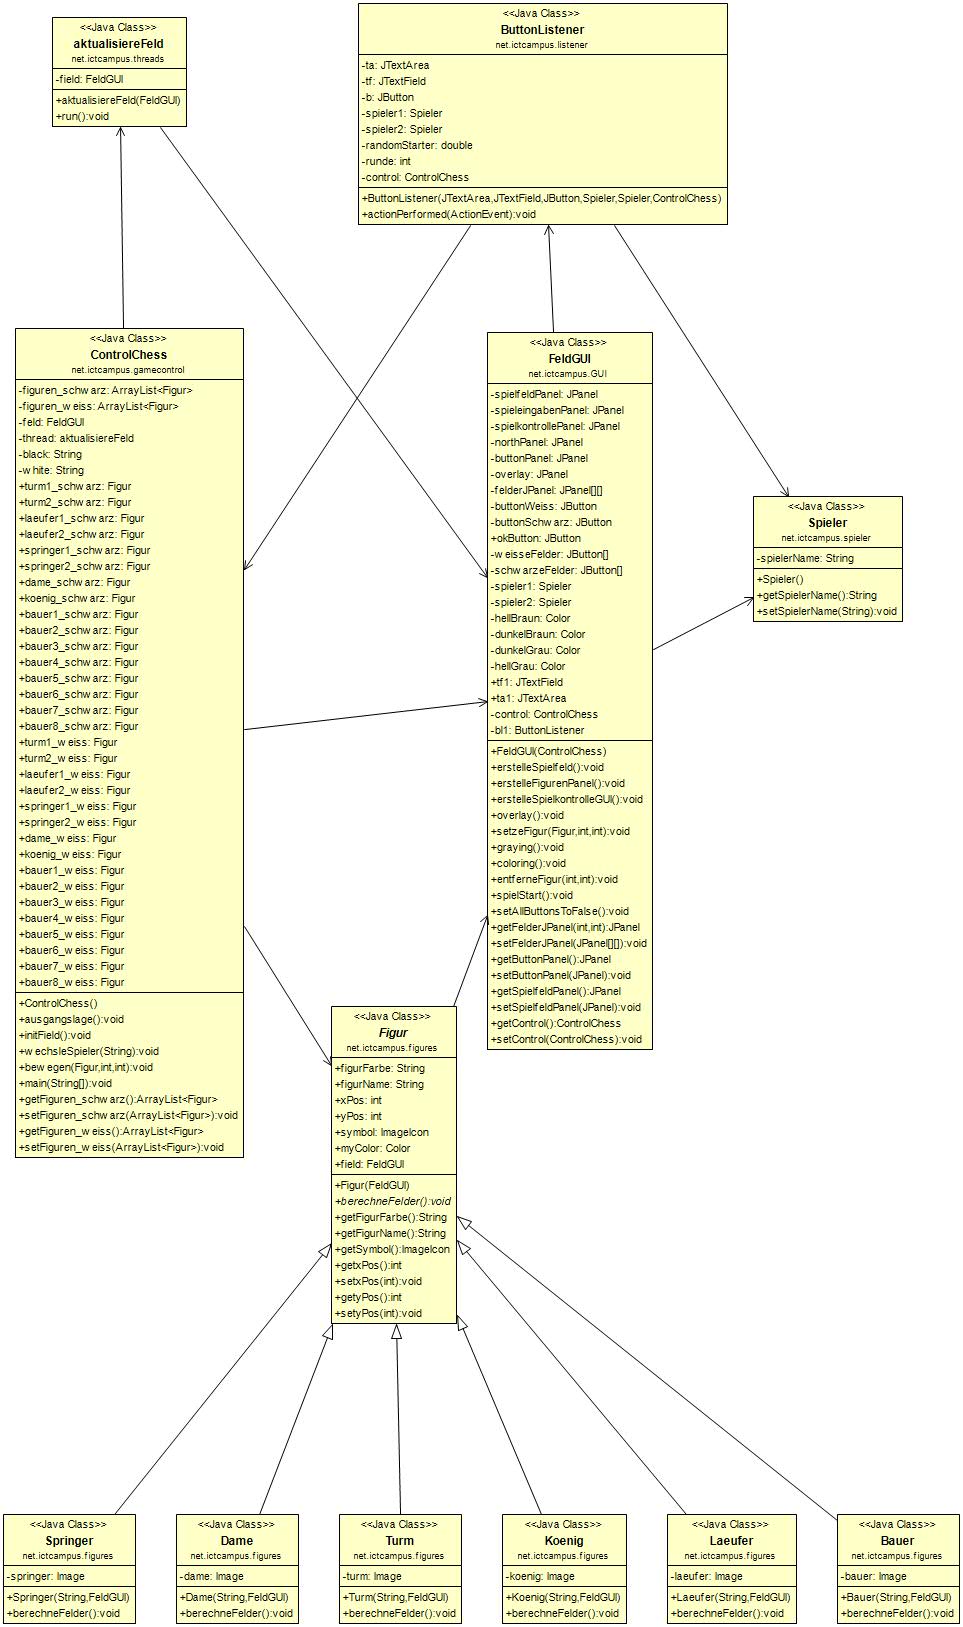 <<Java Class>>
aktualisiereFeld
net.ictcampus.threads
-field: FeldGUI
+aktualisiereFeld(FeldGUI)
+run():void
<<Java Class>>
ButtonListener
net.ictcampus.listener
-ta: JTextArea
-tf: JTextField
-b: JButton
-spieler1: Spieler
-spieler2: Spieler
-randomStarter: double
-runde: int
-control: ControlChess
+ButtonListener(JTextArea,JTextField,JButton,Spieler,Spieler,ControlChess)
+actionPerformed(ActionEvent):void
<<Java Class>>
ControlChess
net.ictcampus.gamecontrol
-figuren_schwarz: ArrayList<Figur>
-figuren_weiss: ArrayList<Figur>
-feld: FeldGUI
-thread: aktualisiereFeld
-black: String
-white: String
+turm1_schwarz: Figur
+turm2_schwarz: Figur
+laeufer1_schwarz: Figur
+laeufer2_schwarz: Figur
+springer1_schwarz: Figur
+springer2_schwarz: Figur
+dame_schwarz: Figur
+koenig_schwarz: Figur
+bauer1_schwarz: Figur
+bauer2_schwarz: Figur
+bauer3_schwarz: Figur
+bauer4_schwarz: Figur
+bauer5_schwarz: Figur
+bauer6_schwarz: Figur
+bauer7_schwarz: Figur
+bauer8_schwarz: Figur
+turm1_weiss: Figur
+turm2_weiss: Figur
+laeufer1_weiss: Figur
+laeufer2_weiss: Figur
+springer1_weiss: Figur
+springer2_weiss: Figur
+dame_weiss: Figur
+koenig_weiss: Figur
+bauer1_weiss: Figur
+bauer2_weiss: Figur
+bauer3_weiss: Figur
+bauer4_weiss: Figur
+bauer5_weiss: Figur
+bauer6_weiss: Figur
+bauer7_weiss: Figur
+bauer8_weiss: Figur
+ControlChess()
+ausgangslage():void
+initField():void
+wechsleSpieler(String):void
+bewegen(Figur,int,int):void
+main(String[]):void
+getFiguren_schwarz():ArrayList<Figur>
+setFiguren_schwarz(ArrayList<Figur>):void
+getFiguren_weiss():ArrayList<Figur>
+setFiguren_weiss(ArrayList<Figur>):void
<<Java Class>>
FeldGUI
net.ictcampus.GUI
-spielfeldPanel: JPanel
-spieleingabenPanel: JPanel
-spielkontrollePanel: JPanel
-northPanel: JPanel
-buttonPanel: JPanel
-overlay: JPanel
-felderJPanel: JPanel[][]
-buttonWeiss: JButton
-buttonSchwarz: JButton
+okButton: JButton
-weisseFelder: JButton[]
-schwarzeFelder: JButton[]
-spieler1: Spieler
-spieler2: Spieler
-hellBraun: Color
-dunkelBraun: Color
-dunkelGrau: Color
-hellGrau: Color
+tf1: JTextField
+ta1: JTextArea
-control: ControlChess
-bl1: ButtonListener
+FeldGUI(ControlChess)
+erstelleSpielfeld():void
+erstelleFigurenPanel():void
+erstelleSpielkontrolleGUI():void
+overlay():void
+setzeFigur(Figur,int,int):void
+graying():void
+coloring():void
+entferneFigur(int,int):void
+spielStart():void
+setAllButtonsToFalse():void
+getFelderJPanel(int,int):JPanel
+setFelderJPanel(JPanel[][]):void
+getButtonPanel():JPanel
+setButtonPanel(JPanel):void
+getSpielfeldPanel():JPanel
+setSpielfeldPanel(JPanel):void
+getControl():ControlChess
+setControl(ControlChess):void
<<Java Class>>
Spieler
net.ictcampus.spieler
-spielerName: String
+Spieler()
+getSpielerName():String
+setSpielerName(String):void
<<Java Class>>
Figur
net.ictcampus.figures
+figurFarbe: String
+figurName: String
+xPos: int
+yPos: int
+symbol: ImageIcon
+myColor: Color
+field: FeldGUI
+Figur(FeldGUI)
+berechneFelder():void
+getFigurFarbe():String
+getFigurName():String
+getSymbol():ImageIcon
+getxPos():int
+setxPos(int):void
+getyPos():int
+setyPos(int):void
<<Java Class>>
Springer
net.ictcampus.figures
-springer: Image
+Springer(String,FeldGUI)
+berechneFelder():void
<<Java Class>>
Dame
net.ictcampus.figures
-dame: Image
+Dame(String,FeldGUI)
+berechneFelder():void
<<Java Class>>
Turm
net.ictcampus.figures
-turm: Image
+Turm(String,FeldGUI)
+berechneFelder():void
<<Java Class>>
Koenig
net.ictcampus.figures
-koenig: Image
+Koenig(String,FeldGUI)
+berechneFelder():void
<<Java Class>>
Laeufer
net.ictcampus.figures
-laeufer: Image
+Laeufer(String,FeldGUI)
+berechneFelder():void
<<Java Class>>
Bauer
net.ictcampus.figures
-bauer: Image
+Bauer(String,FeldGUI)
+berechneFelder():void